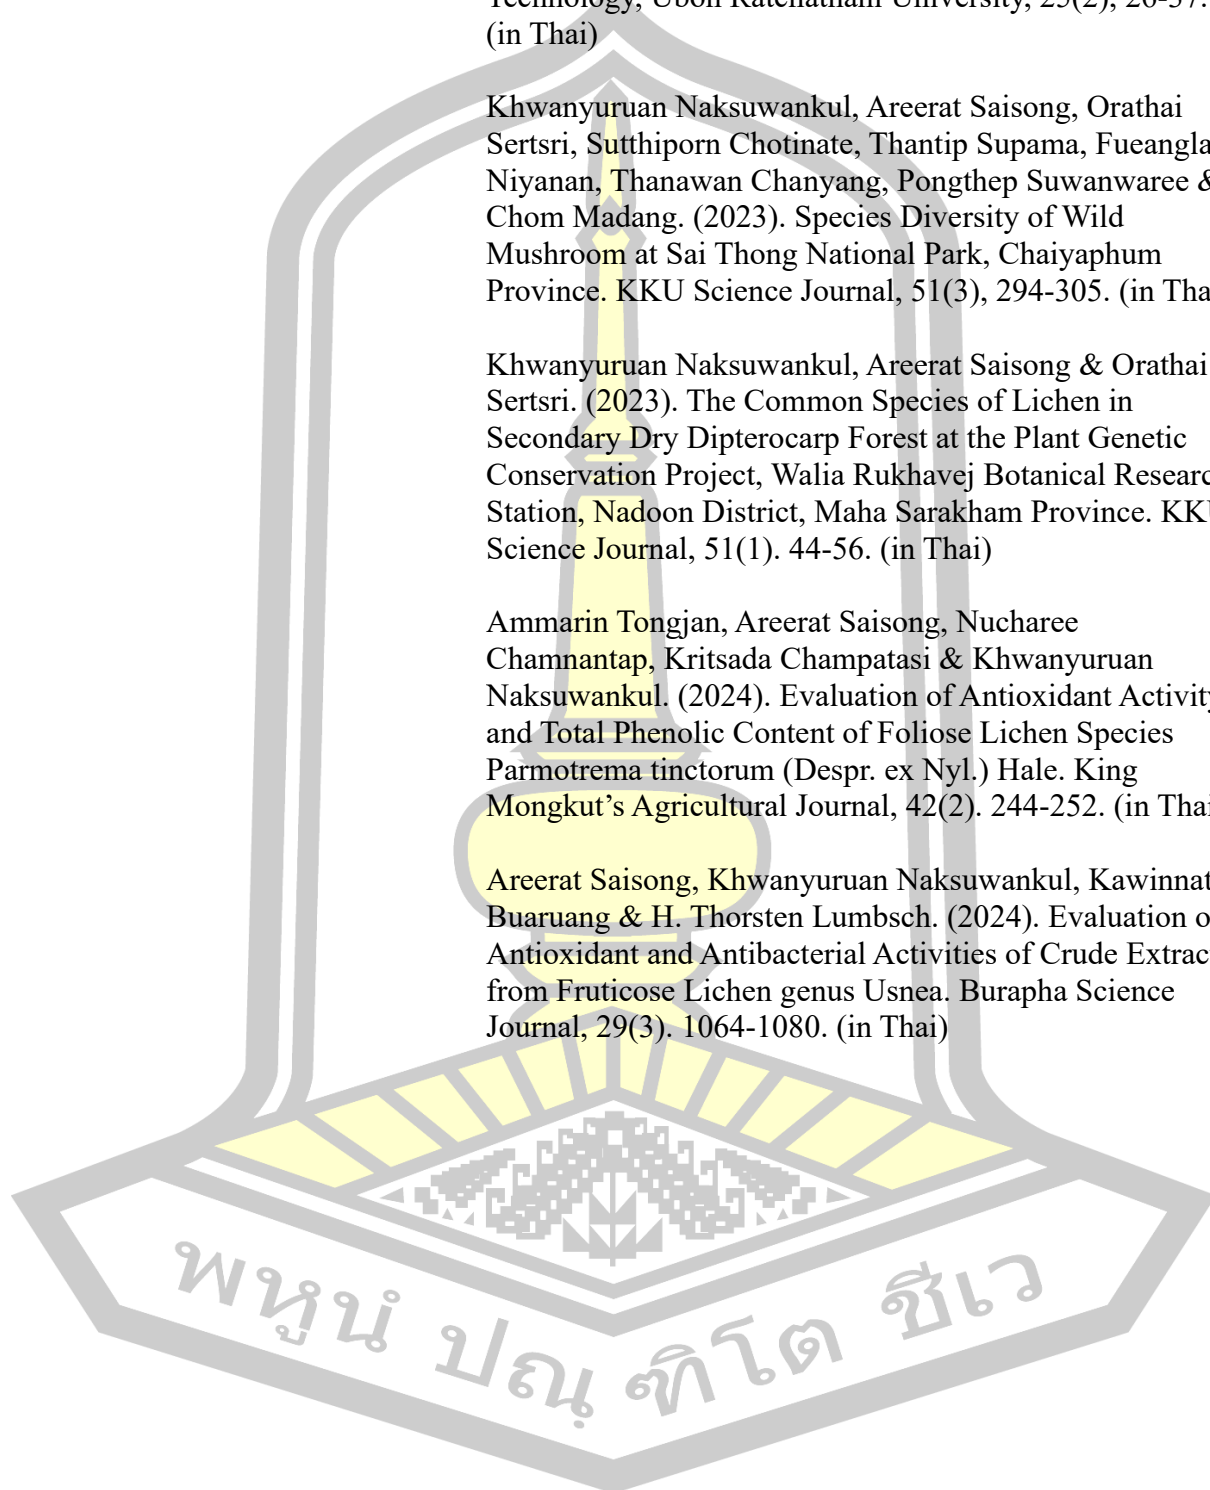 Technology, Ubon Ratchathani University, 25(2), 26-37.
(in Thai)
Khwanyuruan Naksuwankul, Areerat Saisong, Orathai
Sertsri, Sutthiporn Chotinate, Thantip Supama, Fueangla
Niyanan, Thanawan Chanyang, Pongthep Suwanwaree &
Chom Madang. (2023). Species Diversity of Wild
Mushroom at Sai Thong National Park, Chaiyaphum
Province. KKU Science Journal, 51(3), 294-305. (in Tha
Khwanyuruan Naksuwankul, Areerat Saisong & Orathai
Sertsri. (2023). The Common Species of Lichen in
Secondary Dry Dipterocarp Forest at the Plant Genetic
Conservation Project, Walia Rukhavej Botanical Researc
Station, Nadoon District, Maha Sarakham Province. KKU
Science Journal, 51(1). 44-56. (in Thai)
Ammarin Tongjan, Areerat Saisong, Nucharee
Chamnantap, Kritsada Champatasi & Khwanyuruan
Naksuwankul. (2024). Evaluation of Antioxidant Activity
and Total Phenolic Content of Foliose Lichen Species
Parmotrema tinctorum (Despr. ex Nyl.) Hale. King
Mongkut’s Agricultural Journal, 42(2). 244-252. (in Thai
Areerat Saisong, Khwanyuruan Naksuwankul, Kawinnat
Buaruang & H. Thorsten Lumbsch. (2024). Evaluation o
Antioxidant and Antibacterial Activities of Crude Extrac
from Fruticose Lichen genus Usnea. Burapha Science
Journal, 29(3). 1064-1080. (in Thai)
พหูนํ ปณฺฑิโต ชีเว